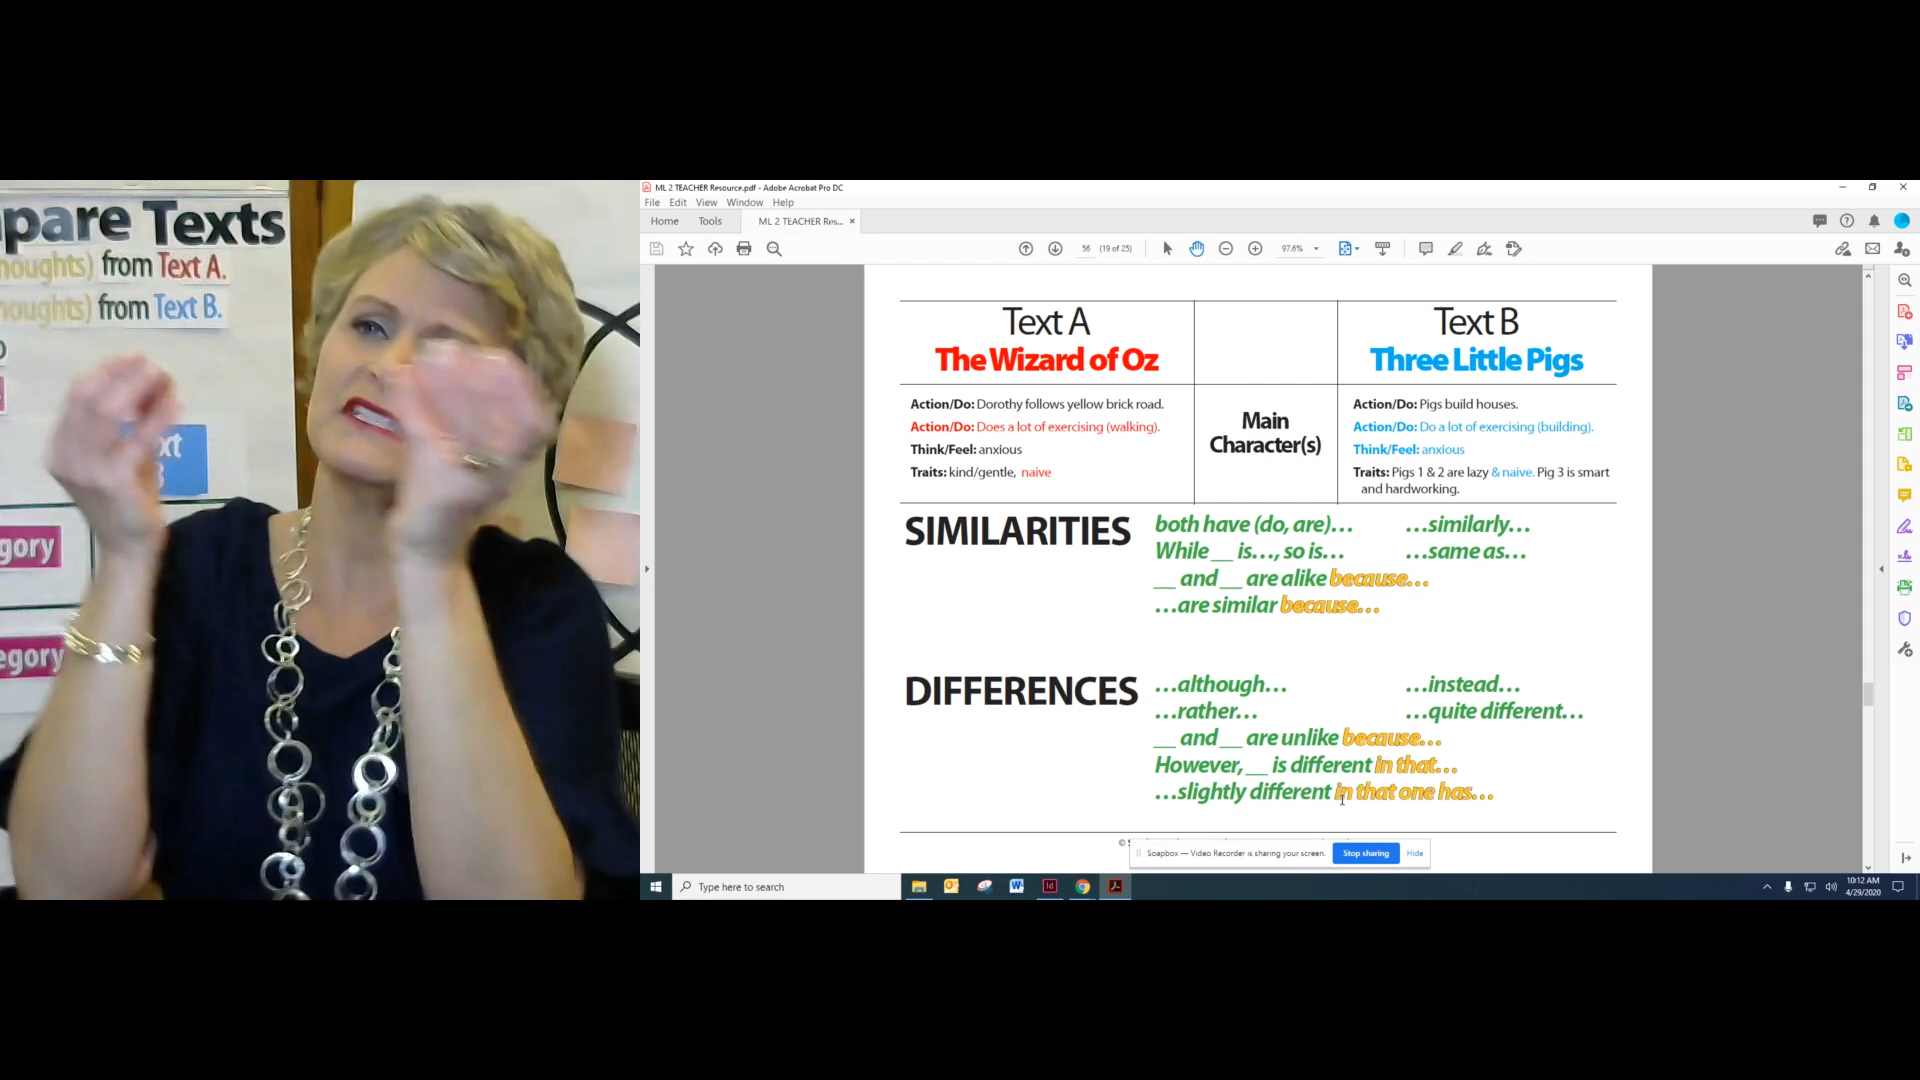 pare Texts
houghts) from Text A.
houghts) from Text B.
gory
egory
ML 2 TEACHER Resource.pdf - Adobe Acrobat Pro DC
File Edit View Window Help
Home Tools ML 2 TEACHER Res...
56 (19 of 25) 97.6%
Text A
The Wizard of Oz
Text B
Three Little Pigs
Action/Do: Dorothy follows yellow brick road.
Action/Do: Does a lot of exercising (walking).
Think/Feel: anxious
Traits: kind/gentle, naive
Main
Character(s)
Action/Do: Pigs build houses.
Action/Do: Do a lot of exercising (building).
Think/Feel: anxious
Traits: Pigs 1 & 2 are lazy & naive. Pig 3 is smart
and hardworking.
SIMILARITIES
both have (do, are)... ...similarly...
While __ is..., so is... ...same as...
__ and __ are alike because...
...are similar because...
DIFFERENCES
...although... ...instead...
...rather... ...quite different...
__ and __ are unlike because...
However, __ is different in that...
...slightly different in that one has...
Soapbox — Video Recorder is sharing your screen. Stop sharing Hide
Type here to search
10:12 AM
4/29/2020